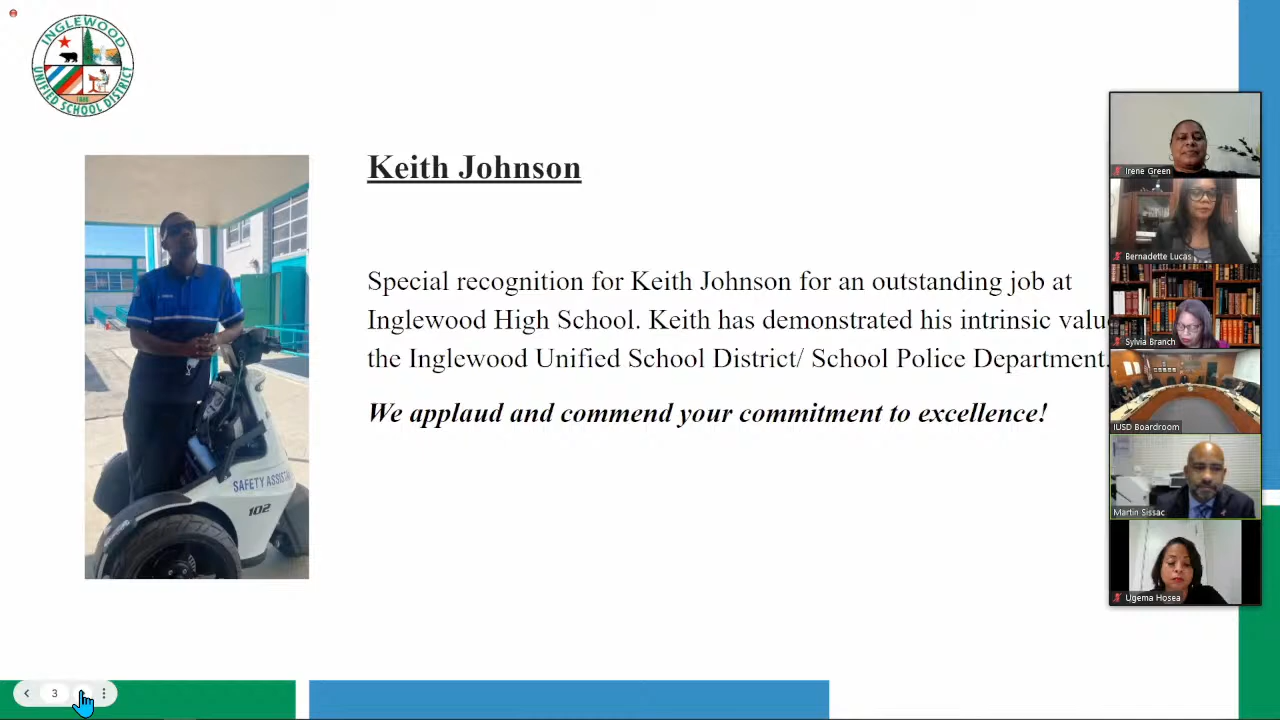 INGLEWOOD
UNIFIED SCHOOL DISTRICT
Keith Johnson
Special recognition for Keith Johnson for an outstanding job at
Inglewood High School. Keith has demonstrated his intrinsic
the Inglewood Unified School District/ School Police Department.
We applaud and commend your commitment to excellence!
SAFETY
102
Irene Green
Bernadette Lucas
Sylvia Branch
IUSD Boardroom
Martin Sissac
Ugema Hosea
3